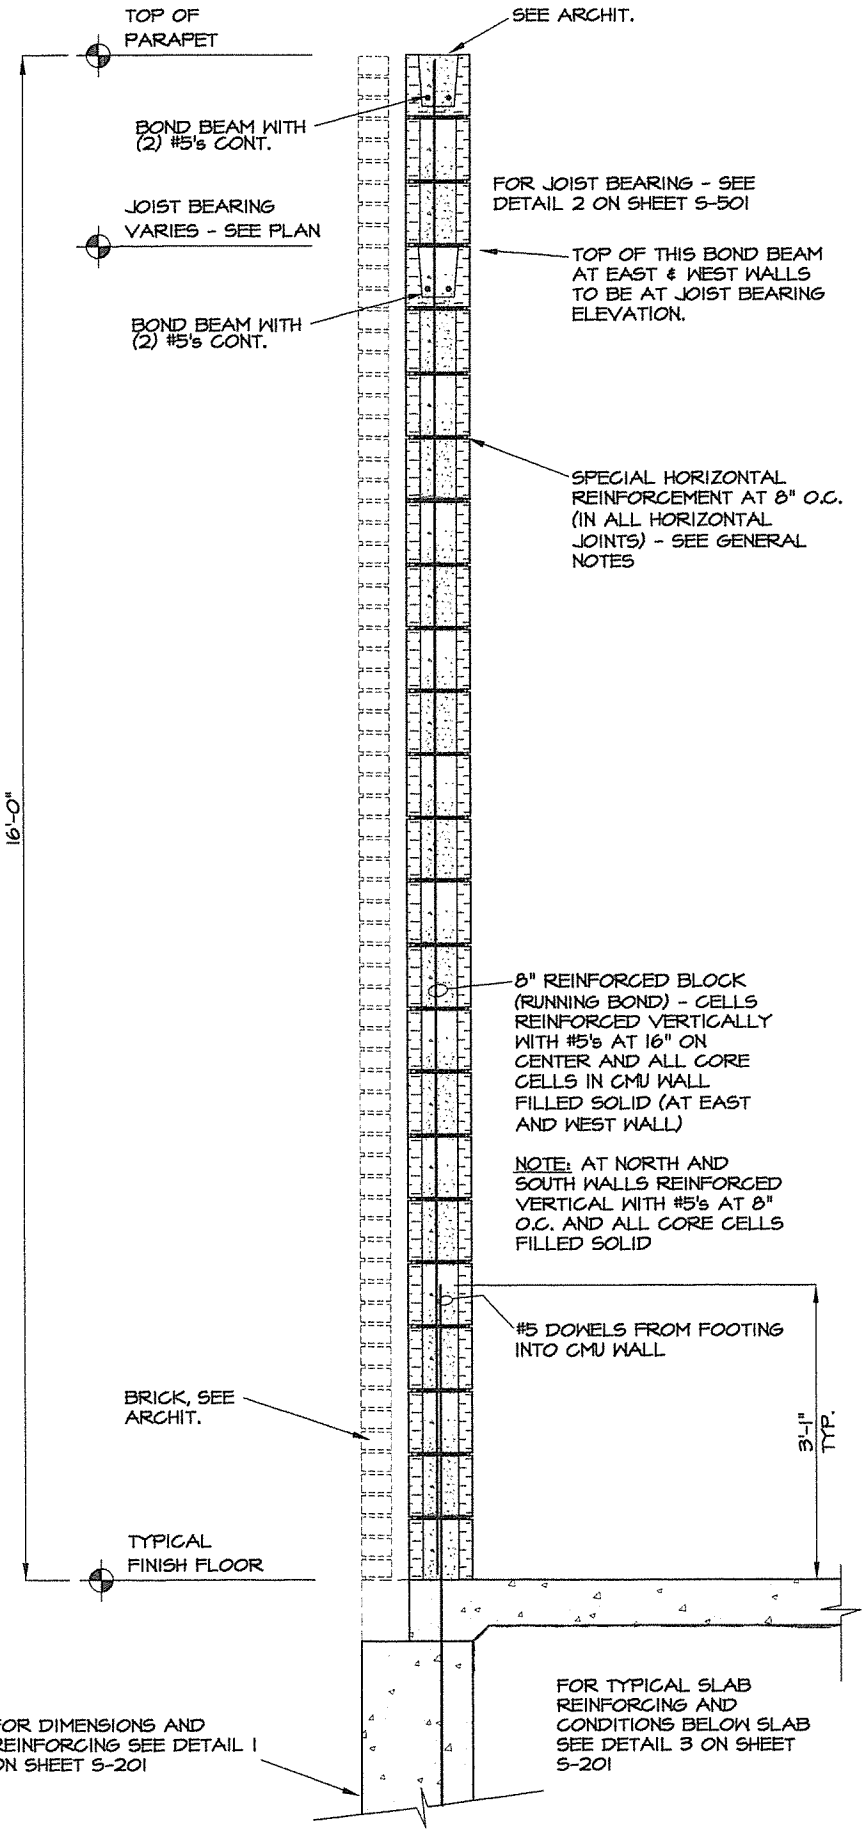 TOP OF
PARAPET
SEE ARCHIT.
BOND BEAM WITH
(2) #5's CONT.
FOR JOIST BEARING - SEE
DETAIL 2 ON SHEET S-501
JOIST BEARING
VARIES - SEE PLAN
TOP OF THIS BOND BEAM
AT EAST & WEST WALLS
TO BE AT JOIST BEARING
ELEVATION.
BOND BEAM WITH
(2) #5's CONT.
SPECIAL HORIZONTAL
REINFORCEMENT AT 8" O.C.
(IN ALL HORIZONTAL
JOINTS) - SEE GENERAL
NOTES
16'-0"
8" REINFORCED BLOCK
(RUNNING BOND) - CELLS
REINFORCED VERTICALLY
WITH #5's AT 16" ON
CENTER AND ALL CORE
CELLS IN CMU WALL
FILLED SOLID (AT EAST
AND WEST WALL)
NOTE: AT NORTH AND
SOUTH WALLS REINFORCED
VERTICAL WITH #5's AT 8"
O.C. AND ALL CORE CELLS
FILLED SOLID
#5 DOWELS FROM FOOTING
INTO CMU WALL
BRICK, SEE
ARCHIT.
3'-1"
TYP.
TYPICAL
FINISH FLOOR
FOR TYPICAL SLAB
REINFORCING AND
CONDITIONS BELOW SLAB
SEE DETAIL 3 ON SHEET
S-201
FOR DIMENSIONS AND
REINFORCING SEE DETAIL 1
ON SHEET S-201